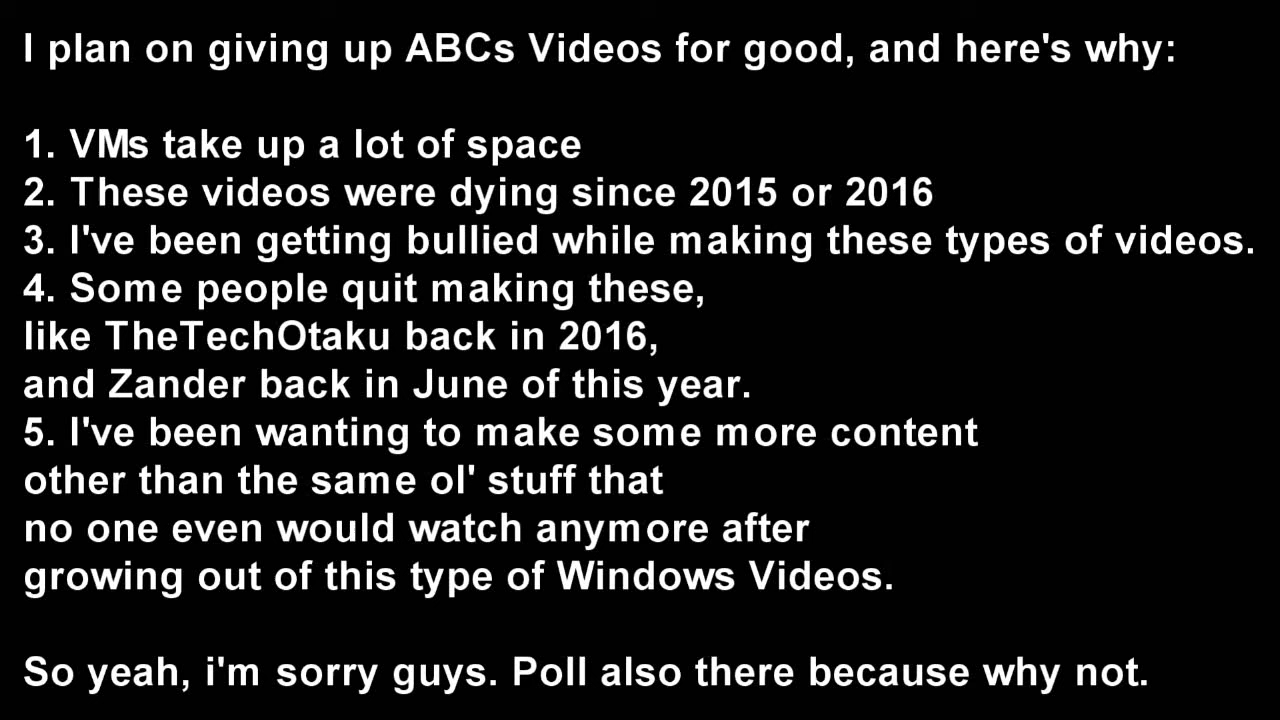 I plan on giving up ABCs Videos for good, and here's why:
1. VMs take up a lot of space
2. These videos were dying since 2015 or 2016
3. I've been getting bullied while making these types of videos.
4. Some people quit making these,
like TheTechOtaku back in 2016,
and Zander back in June of this year.
5. I've been wanting to make some more content
other than the same ol' stuff that
no one even would watch anymore after
growing out of this type of Windows Videos.
So yeah, i'm sorry guys. Poll also there because why not.